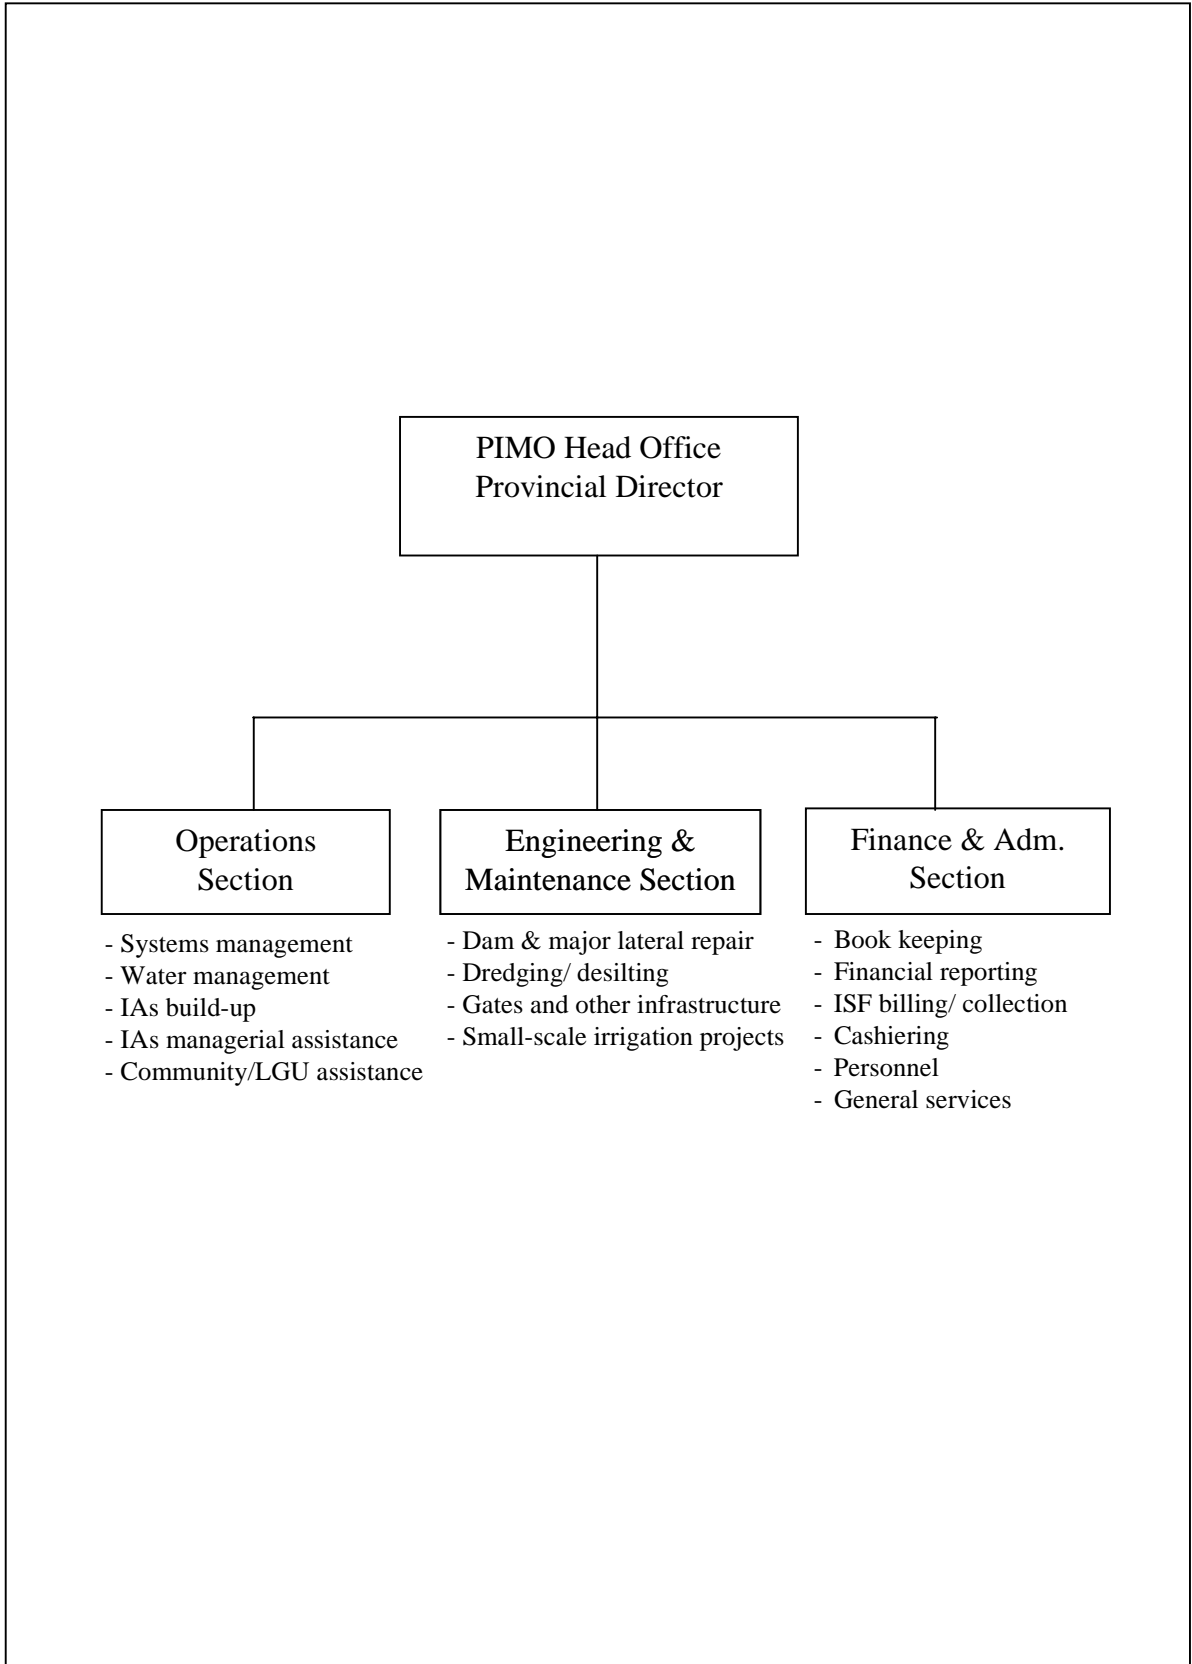 PIMO Head Office
Provincial Director
Operations
Section
- Systems management
- Water management
- IAs build-up
- IAs managerial assistance
- Community/LGU assistance
Engineering &
Maintenance Section
- Dam & major lateral repair
- Dredging/ desilting
- Gates and other infrastructure
- Small-scale irrigation projects
Finance & Adm.
Section
- Book keeping
- Financial reporting
- ISF billing/ collection
- Cashiering
- Personnel
- General services